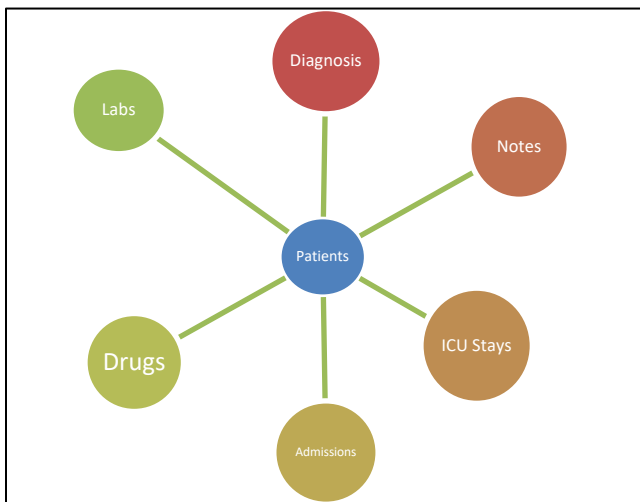 Diagnosis
Labs
Notes
Patients
ICU Stays
Drugs
Admissions